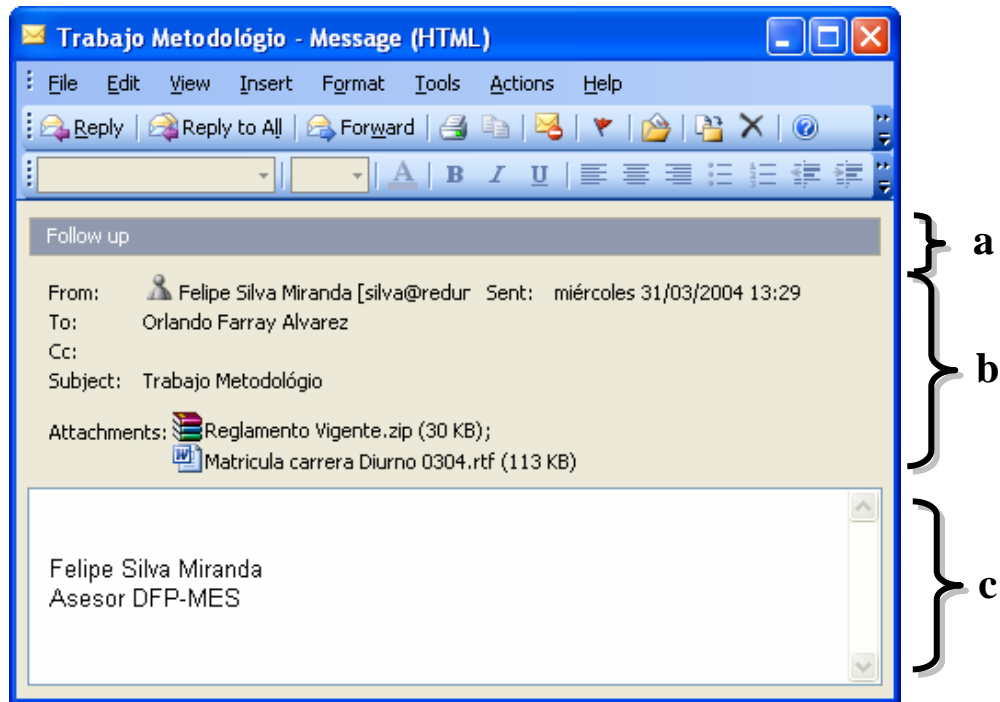 Trabajo Metodológio - Message (HTML)
File Edit View Insert Format Tools Actions Help
Reply Reply to All Forward
A B I U
Follow up
a
From: Felipe Silva Miranda [silva@redur Sent: miércoles 31/03/2004 13:29
To: Orlando Farray Alvarez
Cc:
Subject: Trabajo Metodológio
b
Attachments: Reglamento Vigente.zip (30 KB);
Matricula carrera Diurno 0304.rtf (113 KB)
Felipe Silva Miranda
Asesor DFP-MES
c